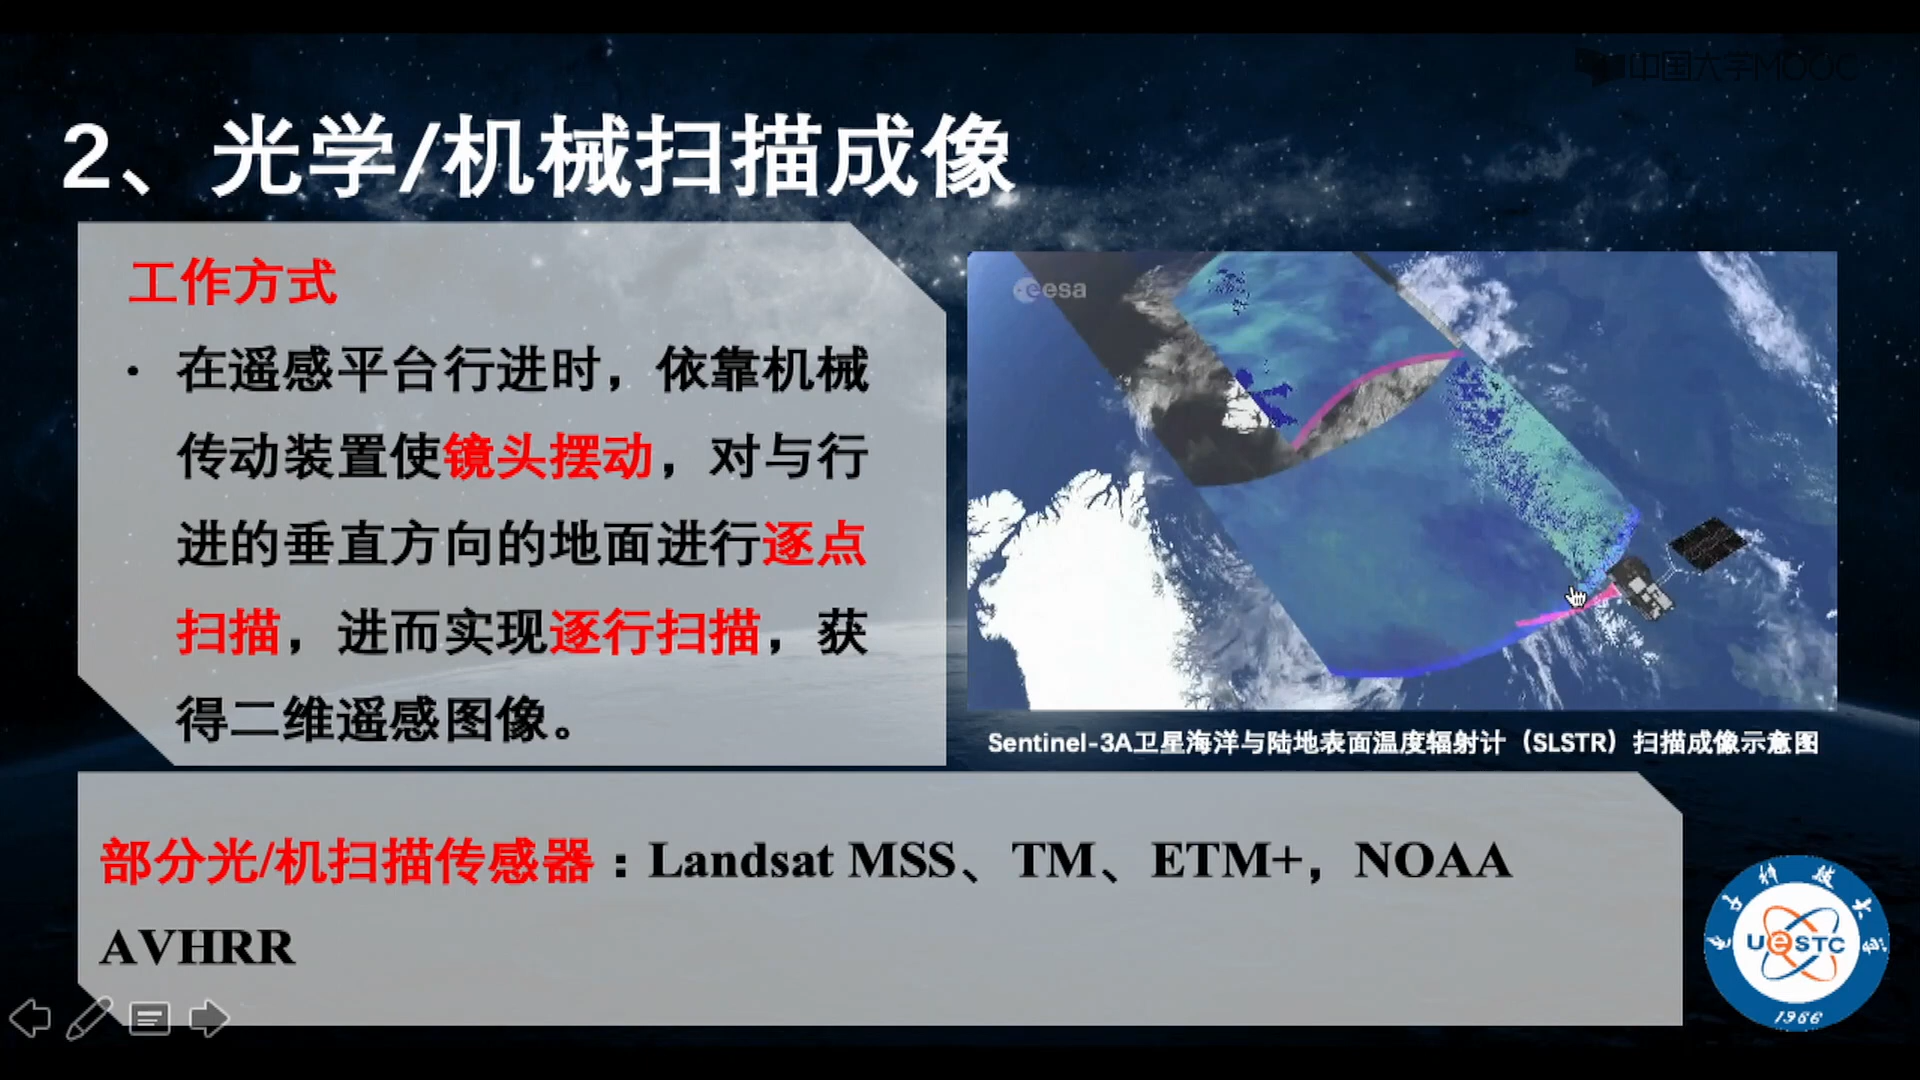 中国大学MOOC
2、光学/机械扫描成像
工作方式
· 在遥感平台行进时，依靠机械
传动装置使镜头摆动，对与行
进的垂直方向的地面进行逐点
扫描，进而实现逐行扫描，获
得二维遥感图像。
eesa
Sentinel-3A卫星海洋与陆地表面温度辐射计（SLSTR）扫描成像示意图
部分光/机扫描传感器：Landsat MSS、TM、ETM+，NOAA
AVHRR
UeSTC
1966